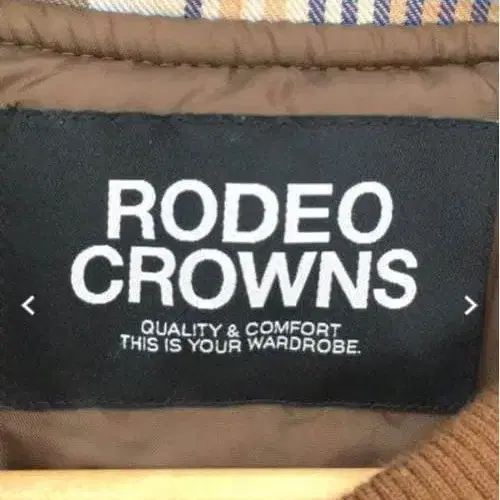 RODEO
CROWNS
QUALITY & COMFORT
THIS IS YOUR WARDROBE.